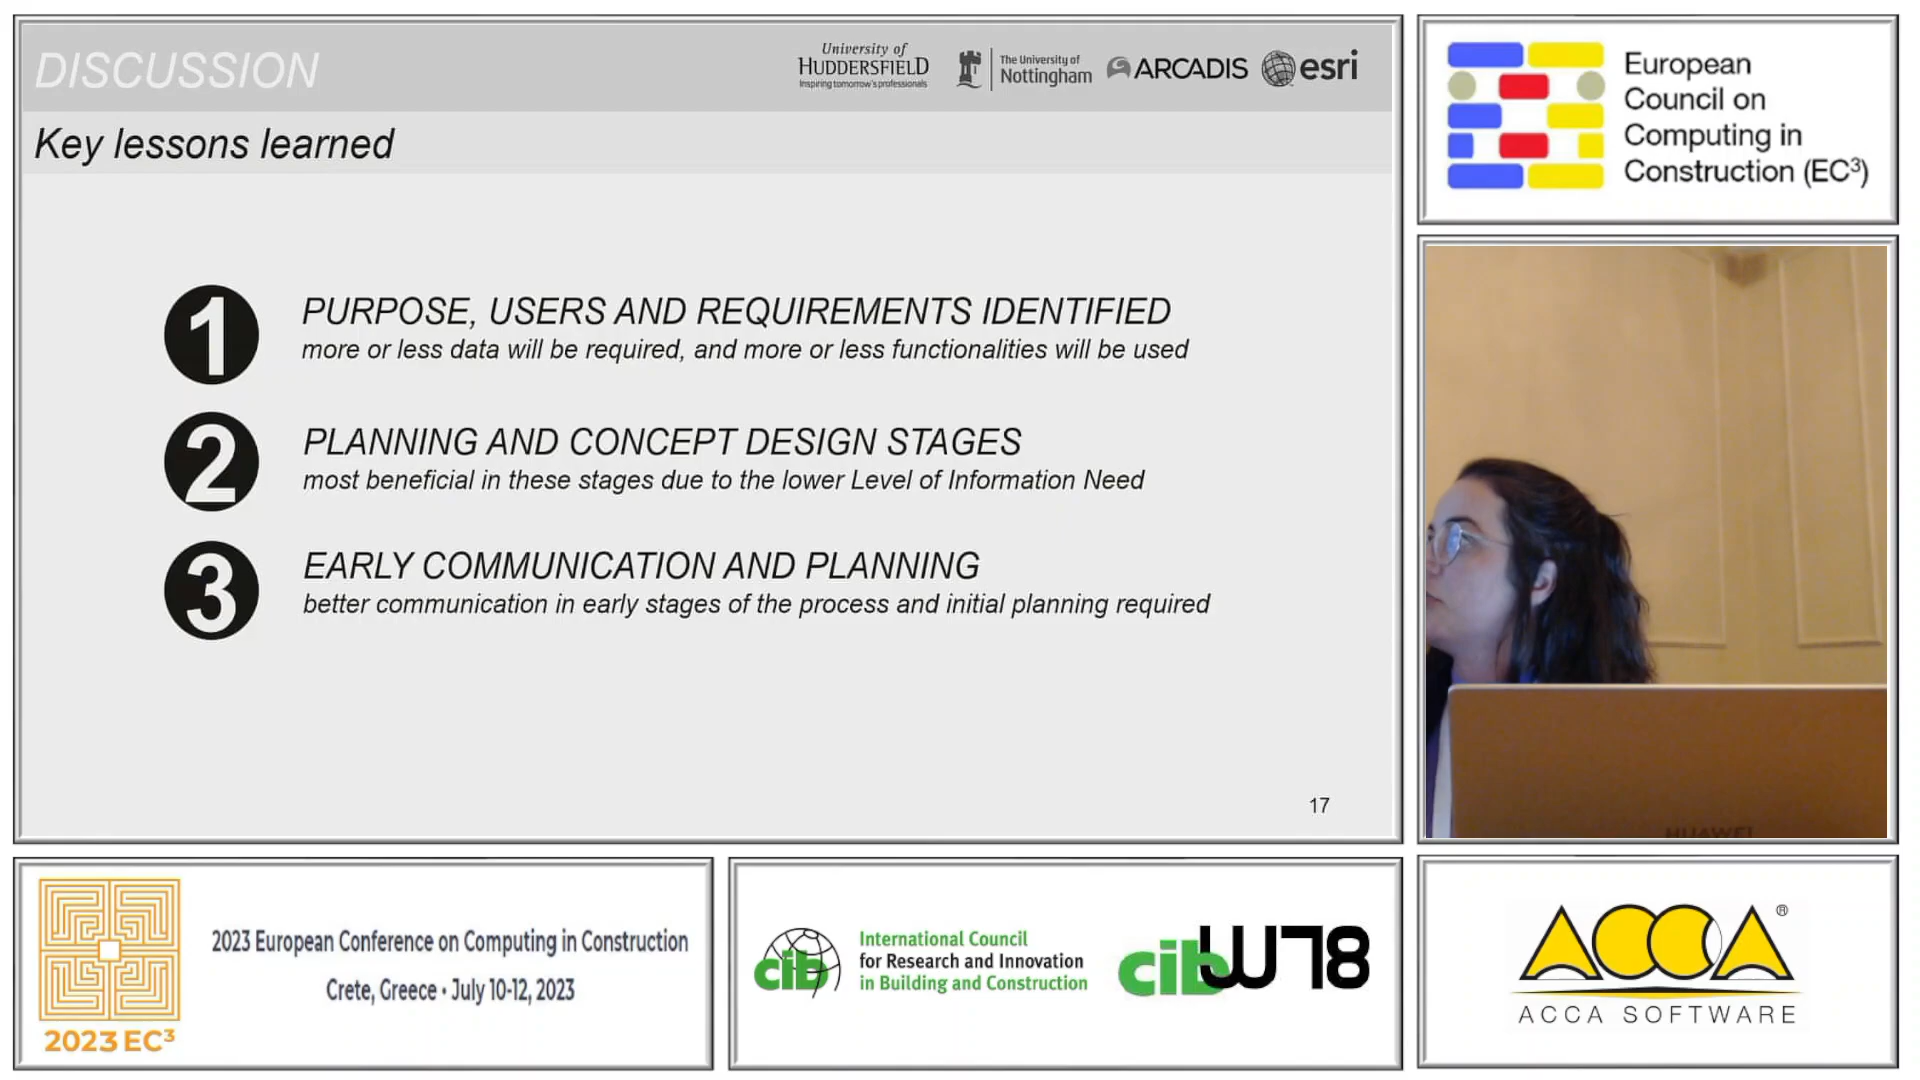 DISCUSSION
University of
HUDDERSFIELD
Inspiring tomorrow's professionals
The University of
Nottingham
ARCADIS
esri
Key lessons learned
1
PURPOSE, USERS AND REQUIREMENTS IDENTIFIED
more or less data will be required, and more or less functionalities will be used
2
PLANNING AND CONCEPT DESIGN STAGES
most beneficial in these stages due to the lower Level of Information Need
3
EARLY COMMUNICATION AND PLANNING
better communication in early stages of the process and initial planning required
17
European
Council on
Computing in
Construction (EC³)
HUAWEI
2023 EC³
2023 European Conference on Computing in Construction
Crete, Greece • July 10-12, 2023
cib
International Council
for Research and Innovation
in Building and Construction
cib W78
ACCA ®
ACCA SOFTWARE